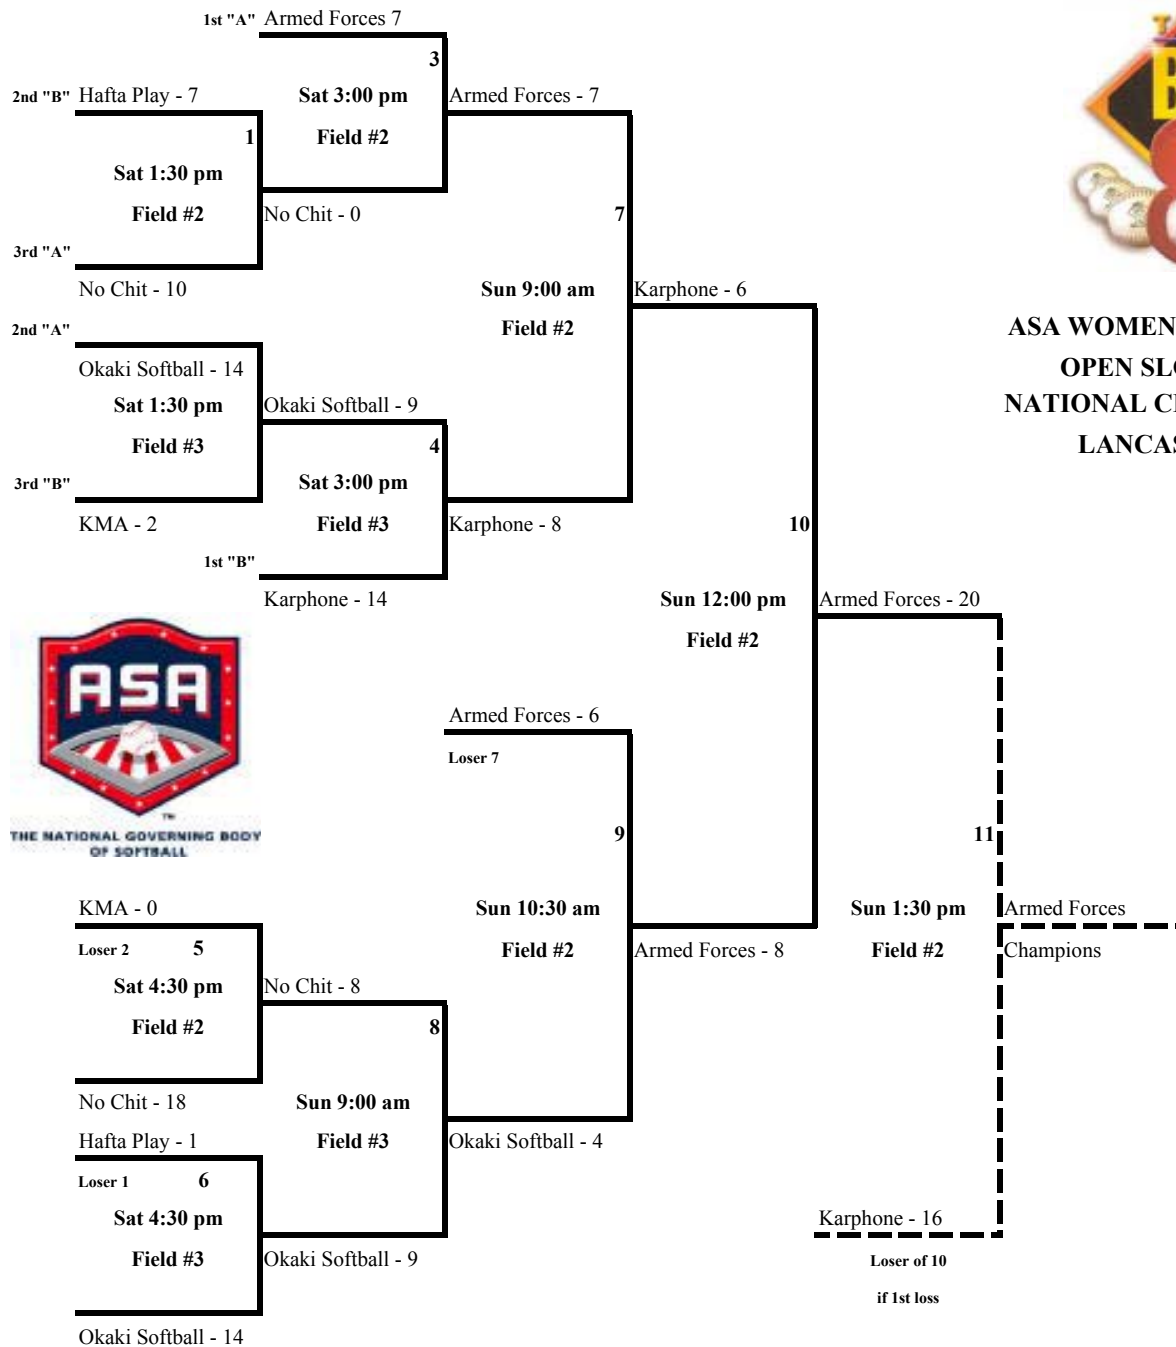 1st "A" Armed Forces 7
3
2nd "B" Hafta Play - 7
Sat 3:00 pm
Armed Forces - 7
1
Field #2
Sat 1:30 pm
Field #2
No Chit - 0
7
3rd "A"
No Chit - 10
Sun 9:00 am
Karphone - 6
2nd "A"
Field #2
ASA WOMEN
Okaki Softball - 14
OPEN SL
Sat 1:30 pm
Okaki Softball - 9
NATIONAL C
Field #3
4
LANCAS
3rd "B"
Sat 3:00 pm
KMA - 2
Field #3
Karphone - 8
10
1st "B"
Karphone - 14
Sun 12:00 pm
Armed Forces - 20
Field #2
ASA
TM
THE NATIONAL GOVERNING BODY
OF SOFTBALL
Armed Forces - 6
Loser 7
9
11
KMA - 0
Sun 10:30 am
Sun 1:30 pm
Armed Forces
Loser 2
5
Field #2
Armed Forces - 8
Field #2
Champions
Sat 4:30 pm
No Chit - 8
Field #2
8
No Chit - 18
Sun 9:00 am
Hafta Play - 1
Field #3
Okaki Softball - 4
Loser 1
6
Sat 4:30 pm
Karphone - 16
Field #3
Okaki Softball - 9
Loser of 10
if 1st loss
Okaki Softball - 14